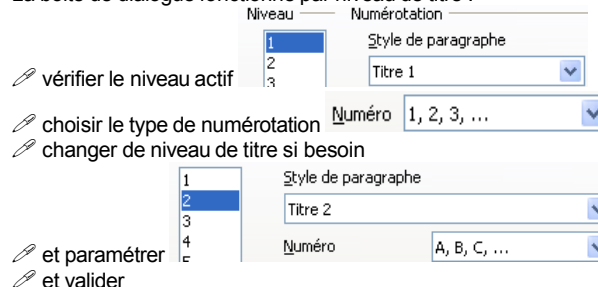 La boîte de dialogue fonctionne par niveau de titre :
Niveau Numérotation
1 Style de paragraphe
2 Titre 1
3
vérifier le niveau actif
choisir le type de numérotation Numéro 1, 2, 3, ...
changer de niveau de titre si besoin
1 Style de paragraphe
2 Titre 2
3
4 Numéro A, B, C, ...
5
et paramétrer
et valider